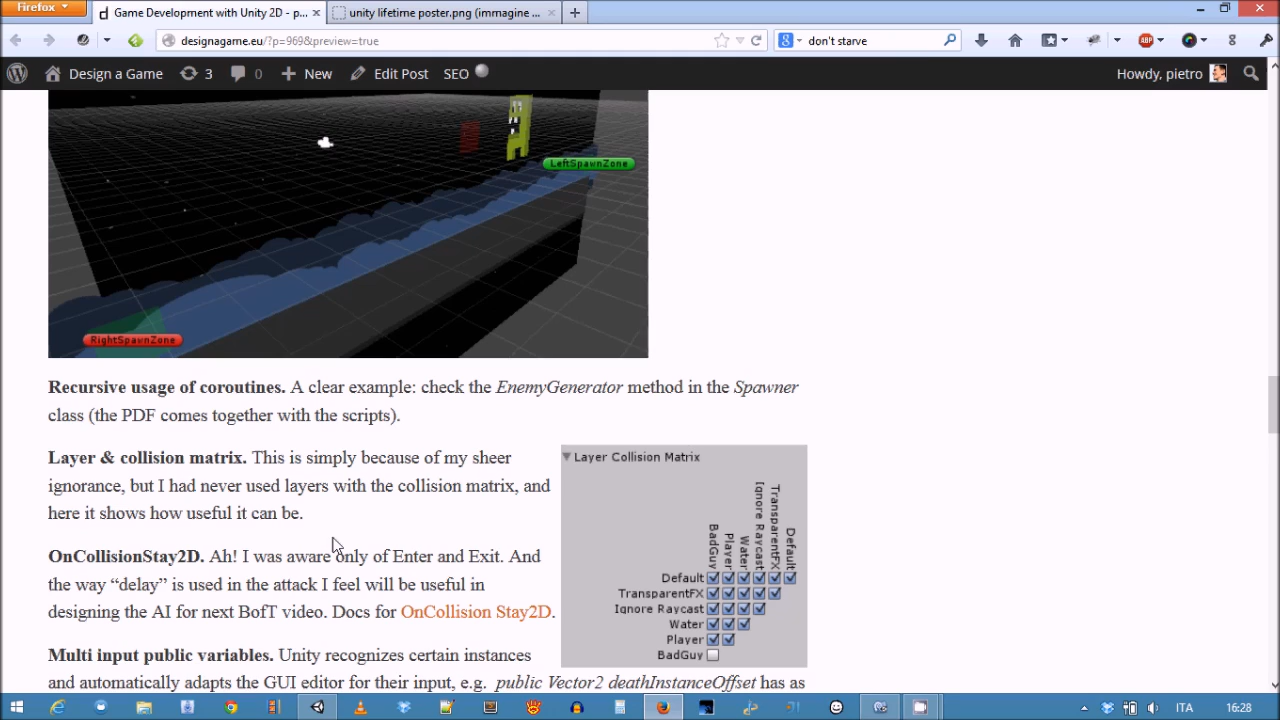 Firefox
Game Development with Unity 2D - p...
unity lifetime poster.png (immagine ...
designagame.eu/?p=969&preview=true
don't starve
Design a Game
3
0
New
Edit Post
SEO
Howdy, pietro
LeftSpawnZone
RightSpawnZone
Recursive usage of coroutines. A clear example: check the EnemyGenerator method in the Spawner
class (the PDF comes together with the scripts).
Layer & collision matrix. This is simply because of my sheer
ignorance, but I had never used layers with the collision matrix, and
here it shows how useful it can be.
OnCollisionStay2D. Ah! I was aware only of Enter and Exit. And
the way “delay” is used in the attack I feel will be useful in
designing the AI for next BofT video. Docs for OnCollision Stay2D.
Multi input public variables. Unity recognizes certain instances
and automatically adapts the GUI editor for their input, e.g. public Vector2 deathInstanceOffset has as
Layer Collision Matrix
BadGuy
Player
Water
Ignore Raycast
TransparentFX
Default
Default
TransparentFX
Ignore Raycast
Water
Player
BadGuy
ITA
16:28